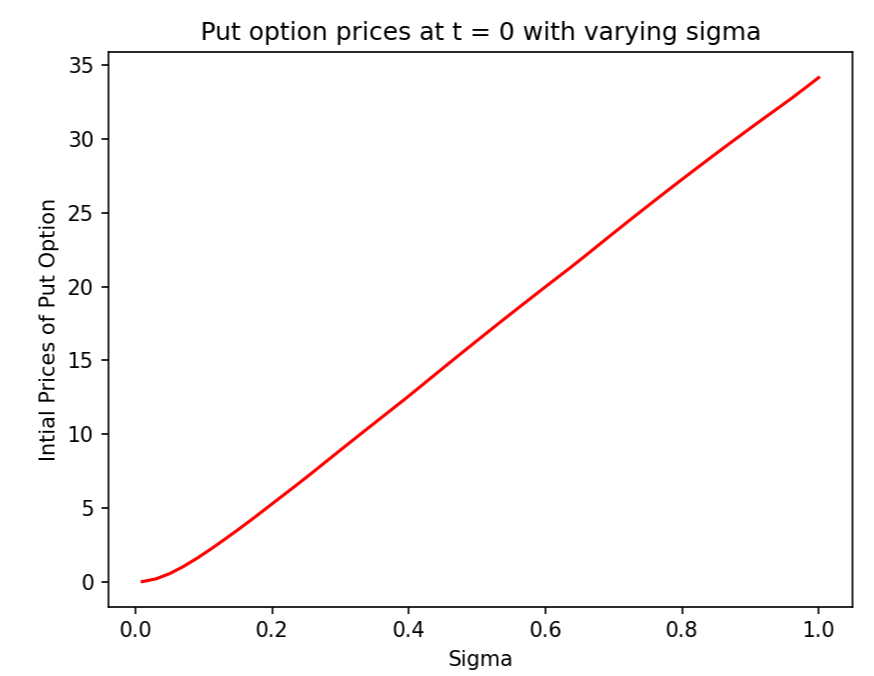 Put option prices at t = 0 with varying sigma
35
30
25
20
15
10
5
0
Intial Prices of Put Option
0.0 0.2 0.4 0.6 0.8 1.0
Sigma